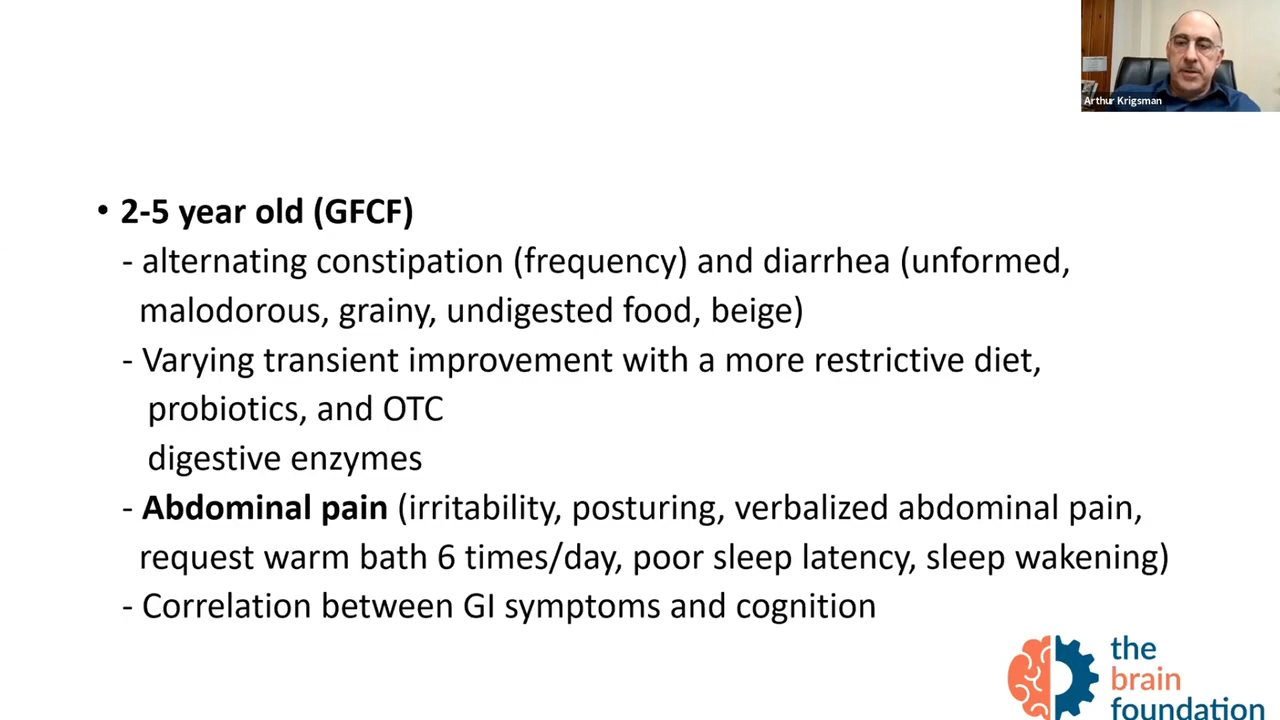 Arthur Krigsman
• 2-5 year old (GFCF)
- alternating constipation (frequency) and diarrhea (unformed,
malodorous, grainy, undigested food, beige)
- Varying transient improvement with a more restrictive diet,
probiotics, and OTC
digestive enzymes
- Abdominal pain (irritability, posturing, verbalized abdominal pain,
request warm bath 6 times/day, poor sleep latency, sleep wakening)
- Correlation between GI symptoms and cognition
the
brain
foundation